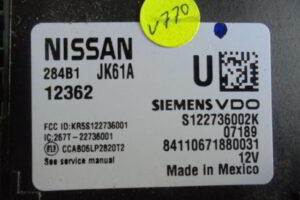 U770
NISSAN
284B1 JK61A
12362
U
SIEMENS VDO
FCC ID:KR5S122736001
IC:267T-22736001
CCAB06LP2820T2
See service manual
S122736002K
07189
84110671880031
12V
Made in Mexico